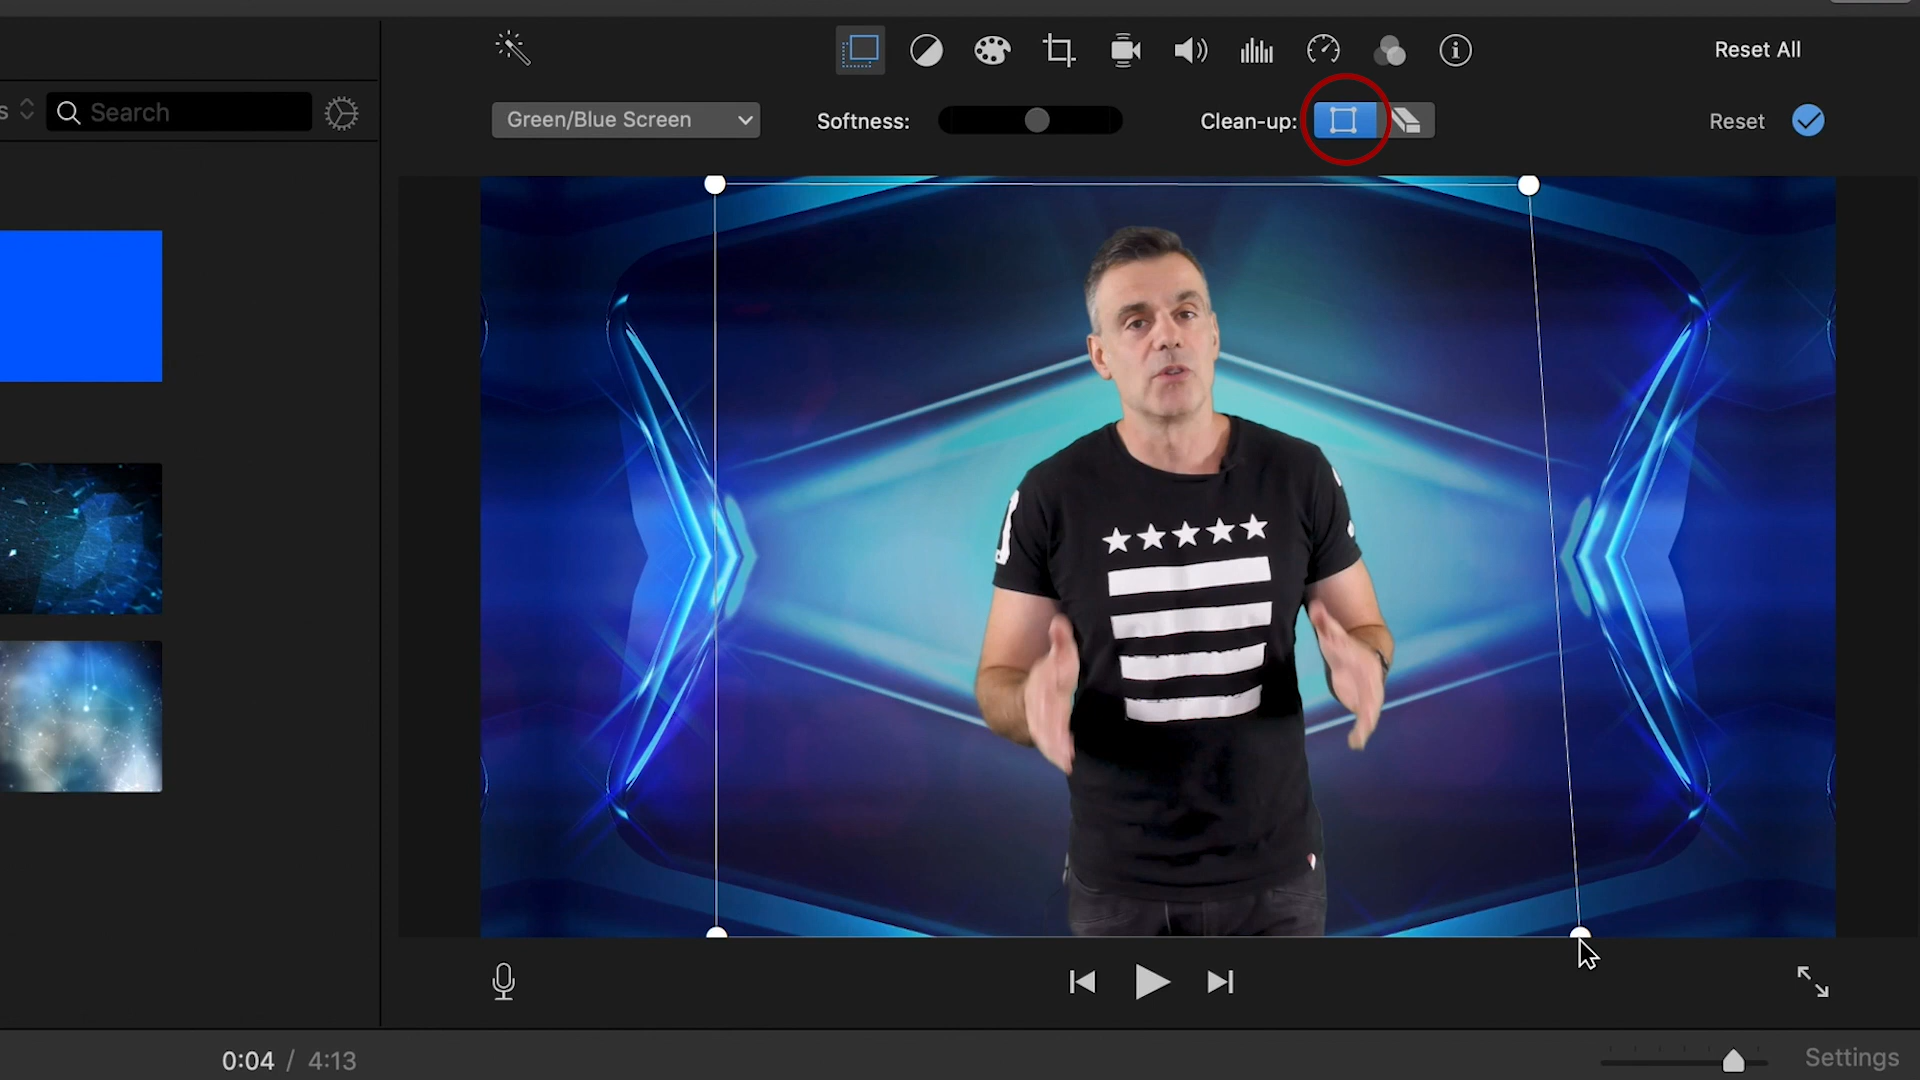 Reset All
s
Search
Green/Blue Screen
Softness:
Clean-up:
Reset
0:04 / 4:13
Settings